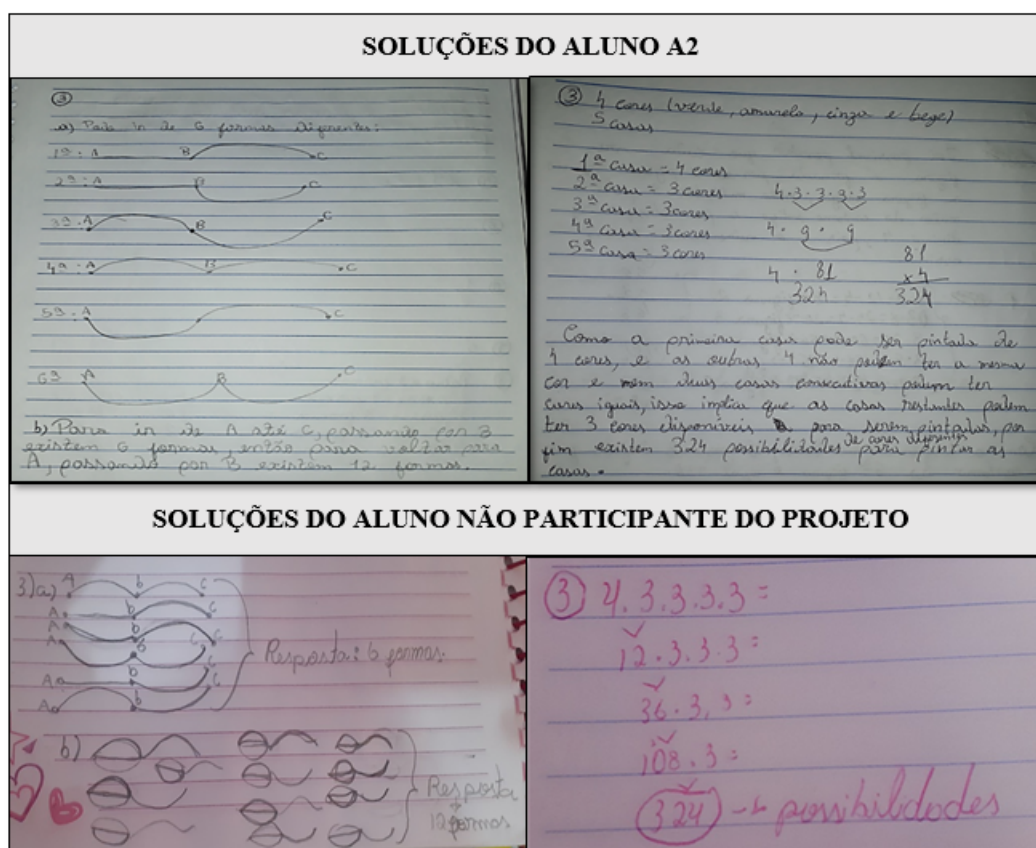 SOLUÇÕES DO ALUNO A2
③
a) Pode ir de 6 formas diferentes:
1ª: A B C
2ª: A B C
3ª: A B C
4ª: A B C
5ª: A C
6ª A B C
b) Para ir de A até C, passando por B
existem 6 formas, então para voltar para
A, passando por B existem 12 formas.
③ 4 cores (verde, amarelo, cinza e bege)
5 casas
1ª casa = 4 cores
2ª casa = 3 cores
3ª casa = 3 cores
4ª casa = 3 cores
5ª casa = 3 cores
4.3.3.3.3
4. 9. 9
4 . 81
324
81
x4
324
Como a primeira casa pode ser pintada de
4 cores, e as outras 4 não podem ter a mesma
cor e nem duas casas consecutivas podem ter
cores iguais, isso implica que as casas restantes podem
ter 3 cores disponíveis para serem pintadas, por
fim existem 324 possibilidades de cores diferentes para pintar as
casas.
SOLUÇÕES DO ALUNO NÃO PARTICIPANTE DO PROJETO
3)a) A b C
A b C
A b C
A b C
A b C
A b C
Resposta: 6 formas.
b)
Resposta
12 formas
③ 4.3.3.3.3 =
12.3.3.3 =
36.3.3 =
108.3 =
324 -> possibilidades